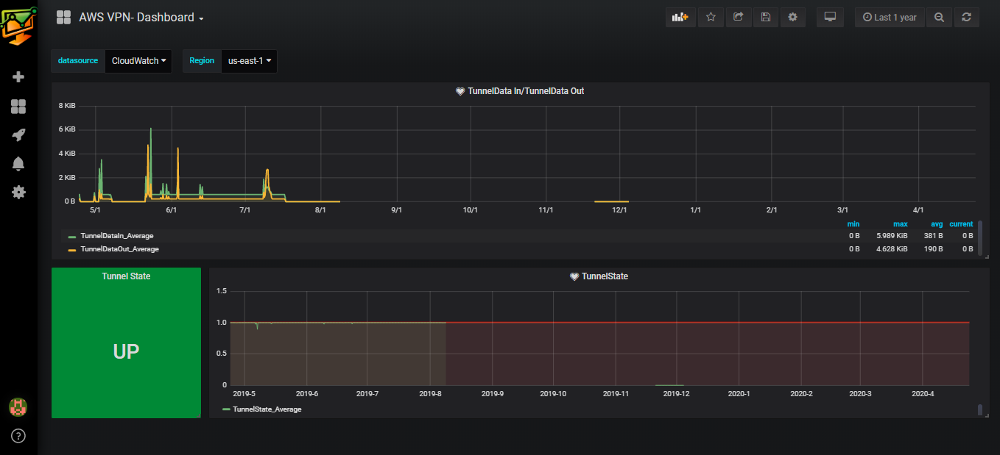 AWS VPN- Dashboard
Last 1 year
datasource CloudWatch Region us-east-1
TunnelData In/TunnelData Out
8 KiB
6 KiB
4 KiB
2 KiB
0 B
5/1 6/1 7/1 8/1 9/1 10/1 11/1 12/1 1/1 2/1 3/1 4/1
min max avg current
TunnelDataIn_Average 0 B 5.989 KiB 381 B 0 B
TunnelDataOut_Average 0 B 4.628 KiB 190 B 0 B
Tunnel State
UP
TunnelState
1.5
1.0
0.5
0
2019-5 2019-6 2019-7 2019-8 2019-9 2019-10 2019-11 2019-12 2020-1 2020-2 2020-3 2020-4
TunnelState_Average
?